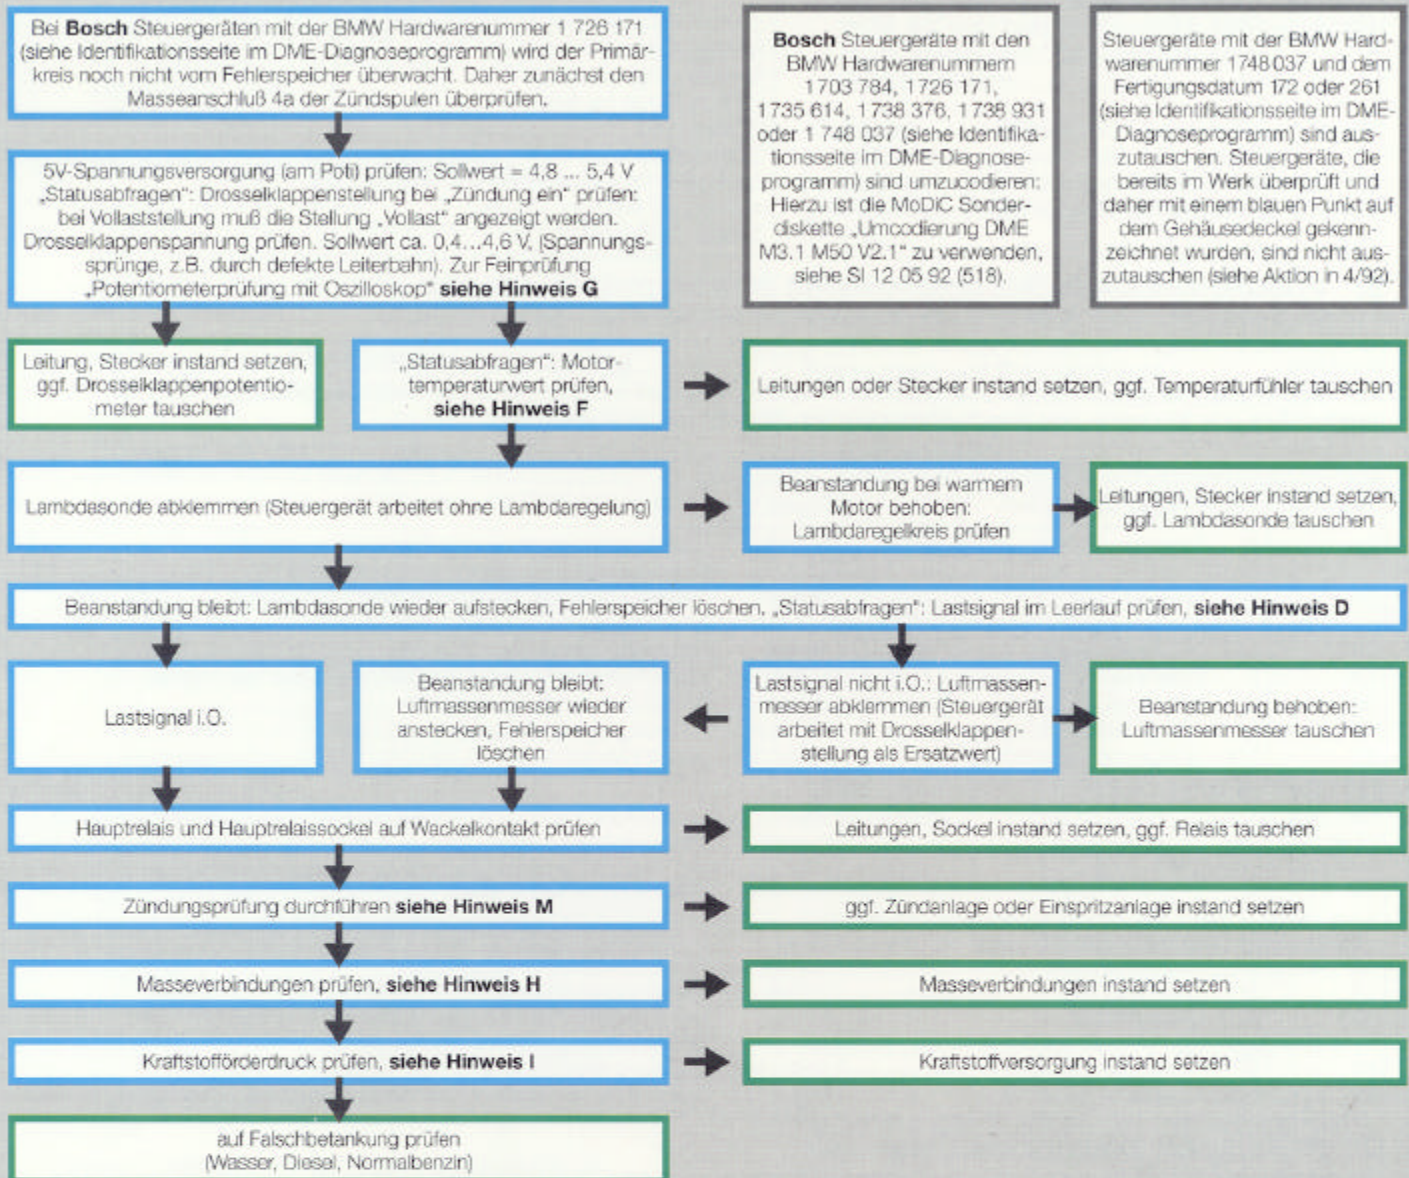 Bei Bosch Steuergeräten mit der BMW Hardwarenummer 1 726 171
(siehe Identifikationsseite im DME-Diagnoseprogramm) wird der Primär-
kreis noch nicht vom Fehlerspeicher überwacht. Daher zunächst den
Masseanschluß 4a der Zündspulen überprüfen.
Bosch Steuergeräte mit den
BMW Hardwarenummern
1 703 784, 1 726 171,
1 735 614, 1 738 376, 1 738 931
oder 1 748 037 (siehe Identifika-
tionsseite im DME-Diagnose-
programm) sind umzucodieren:
Hierzu ist die MoDiC Sonder-
diskette „Umcodierung DME
M3.1 M50 V2.1“ zu verwenden,
siehe SI 12 05 92 (518).
Steuergeräte mit der BMW Hard-
warenummer 1748 037 und dem
Fertigungsdatum 172 oder 261
(siehe Identifikationsseite im DME-
Diagnoseprogramm) sind aus-
zutauschen. Steuergeräte, die
bereits im Werk überprüft und
daher mit einem blauen Punkt auf
dem Gehäusedeckel gekenn-
zeichnet wurden, sind nicht aus-
zutauschen (siehe Aktion in 4/92).
5V-Spannungsversorgung (am Poti) prüfen: Sollwert = 4,8 ... 5,4 V
„Statusabfragen“: Drosselklappenstellung bei „Zündung ein“ prüfen:
bei Vollaststellung muß die Stellung „Vollast“ angezeigt werden.
Drosselklappenspannung prüfen. Sollwert ca. 0,4...4,6 V, (Spannungs-
sprünge, z.B. durch defekte Leiterbahn). Zur Feinprüfung
„Potentiometerprüfung mit Oszilloskop“ siehe Hinweis G
Leitung, Stecker instand setzen,
ggf. Drosselklappenpotentio-
meter tauschen
„Statusabfragen“: Motor-
temperaturwert prüfen,
siehe Hinweis F
Leitungen oder Stecker instand setzen, ggf. Temperaturfühler tauschen
Lambdasonde abklemmen (Steuergerät arbeitet ohne Lambdaregelung)
Beanstandung bei warmem
Motor behoben:
Lambdaregelkreis prüfen
Leitungen, Stecker instand setzen,
ggf. Lambdasonde tauschen
Beanstandung bleibt: Lambdasonde wieder aufstecken, Fehlerspeicher löschen. „Statusabfragen“: Lastsignal im Leerlauf prüfen, siehe Hinweis D
Lastsignal i.O.
Beanstandung bleibt:
Luftmassenmesser wieder
anstecken, Fehlerspeicher
löschen
Lastsignal nicht i.O.: Luftmassen-
messer abklemmen (Steuergerät
arbeitet mit Drosselklappen-
stellung als Ersatzwert)
Beanstandung behoben:
Luftmassenmesser tauschen
Hauptrelais und Hauptrelaissockel auf Wackelkontakt prüfen
Leitungen, Sockel instand setzen, ggf. Relais tauschen
Zündungsprüfung durchführen siehe Hinweis M
ggf. Zündanlage oder Einspritzanlage instand setzen
Masseverbindungen prüfen, siehe Hinweis H
Masseverbindungen instand setzen
Kraftstofförderdruck prüfen, siehe Hinweis I
Kraftstoffversorgung instand setzen
auf Falschbetankung prüfen
(Wasser, Diesel, Normalbenzin)